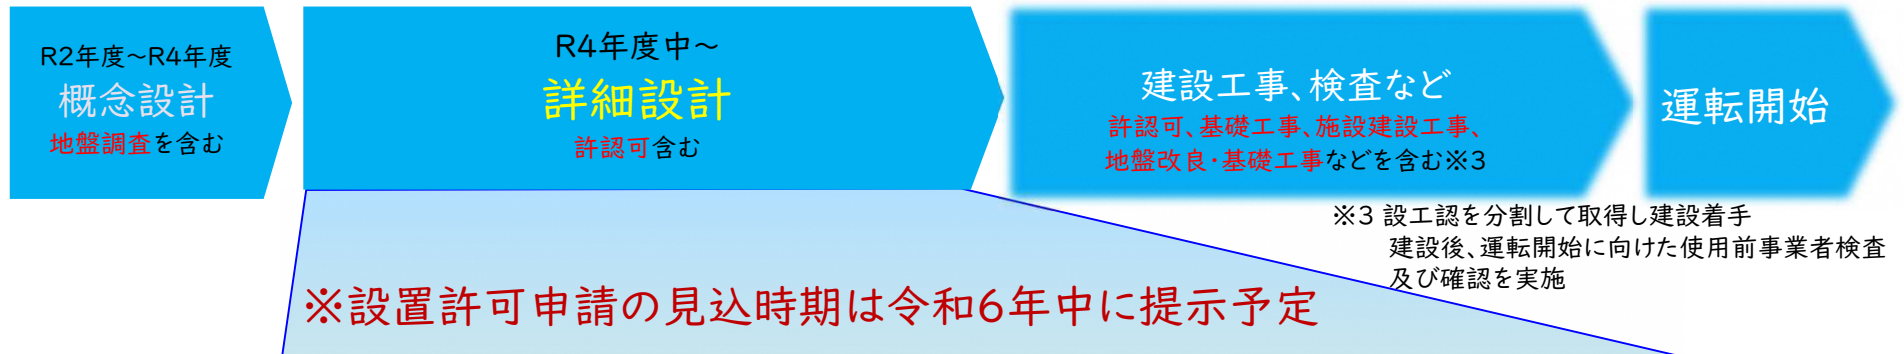 R2年度～R4年度
概念設計
地盤調査を含む
R4年度中～
詳細設計
許認可含む
建設工事、検査など
許認可、基礎工事、施設建設工事、
地盤改良・基礎工事などを含む※3
運転開始
※3 設工認を分割して取得し建設着手
建設後、運転開始に向けた使用前事業者検査
及び確認を実施
※設置許可申請の見込時期は令和6年中に提示予定